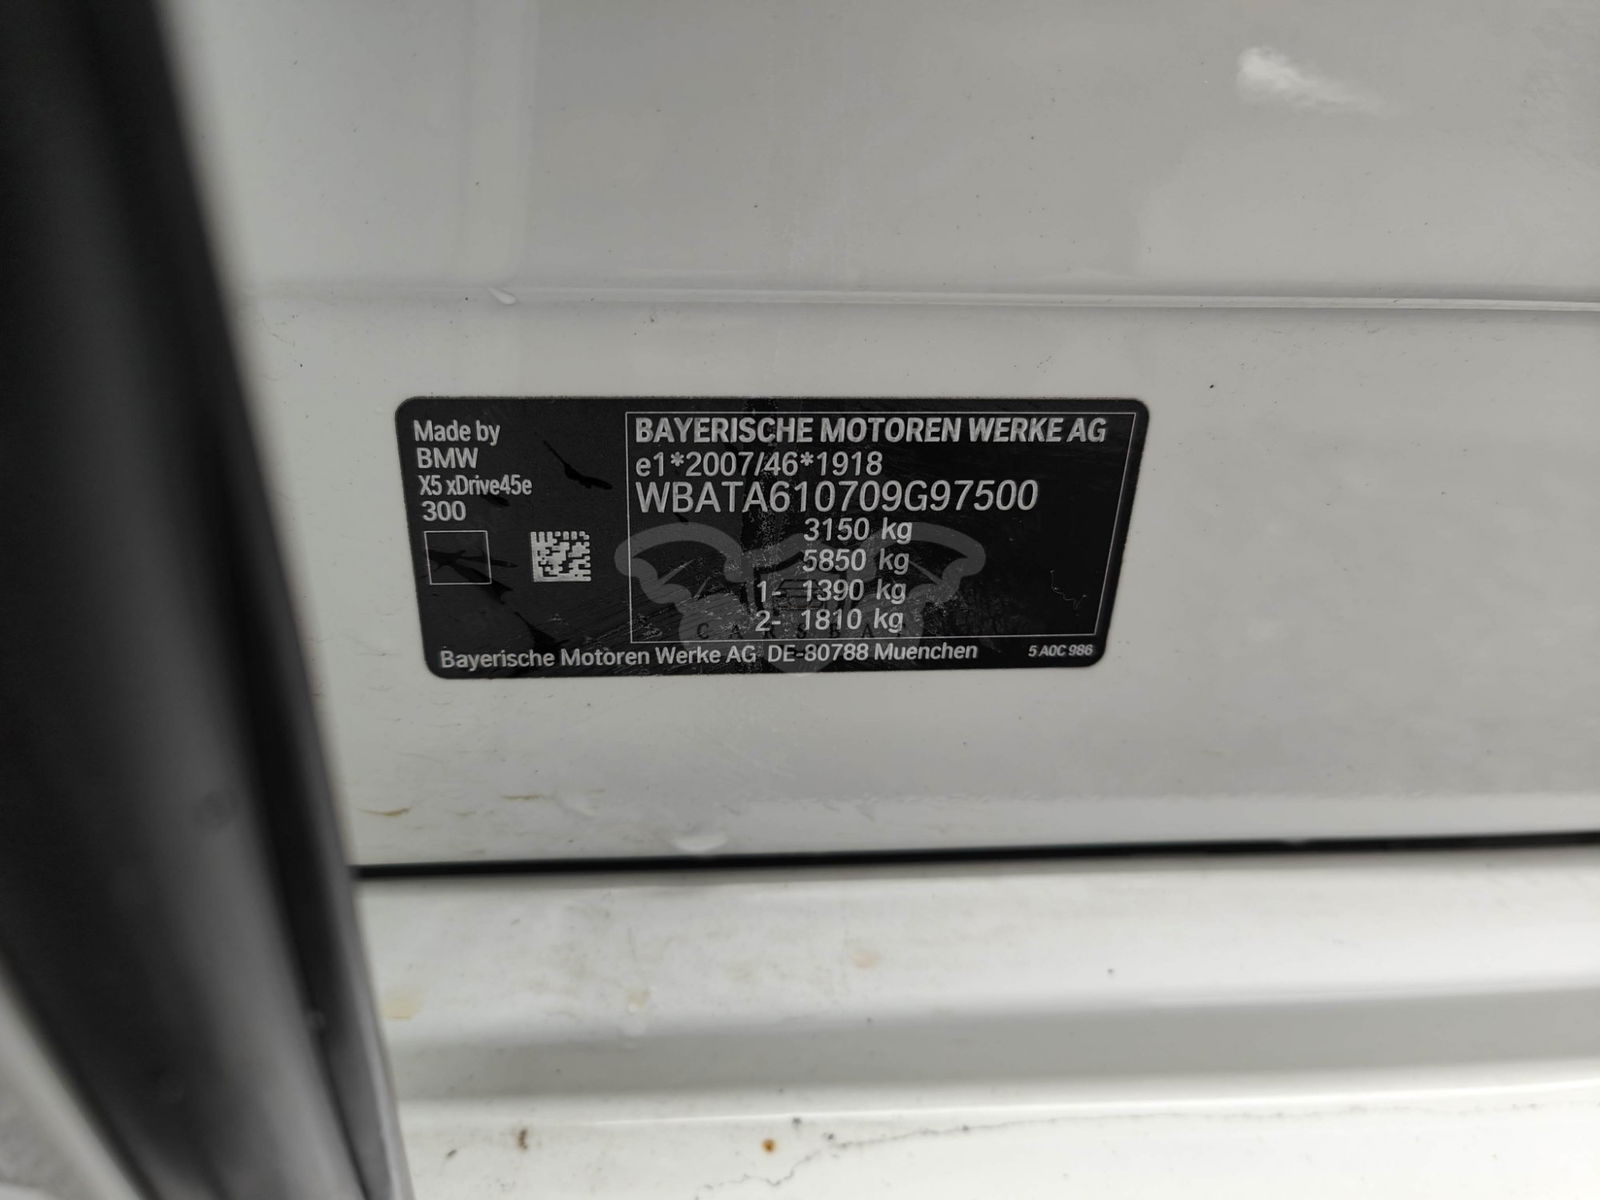 Made by
BMW
X5 xDrive45e
300
BAYERISCHE MOTOREN WERKE AG
e1*2007/46*1918
WBATA610709G97500
3150 kg
5850 kg
1- 1390 kg
2- 1810 kg
CARSBA
Bayerische Motoren Werke AG DE-80788 Muenchen
5 A0C 986